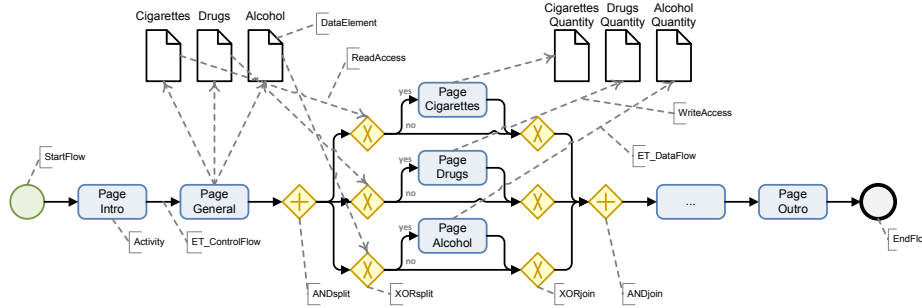 Cigarettes Drugs Alcohol
DataElement
ReadAccess
Cigarettes Drugs Alcohol
Quantity Quantity Quantity
yes
Page
Cigarettes
no
WriteAccess
ET_DataFlow
StartFlow
yes
Page
Drugs
no
Page
Intro
Page
General
...
Page
Outro
yes
Page
Alcohol
no
Activity
ET_ControlFlow
EndFlo
ANDsplit
XORsplit
XORjoin
ANDjoin